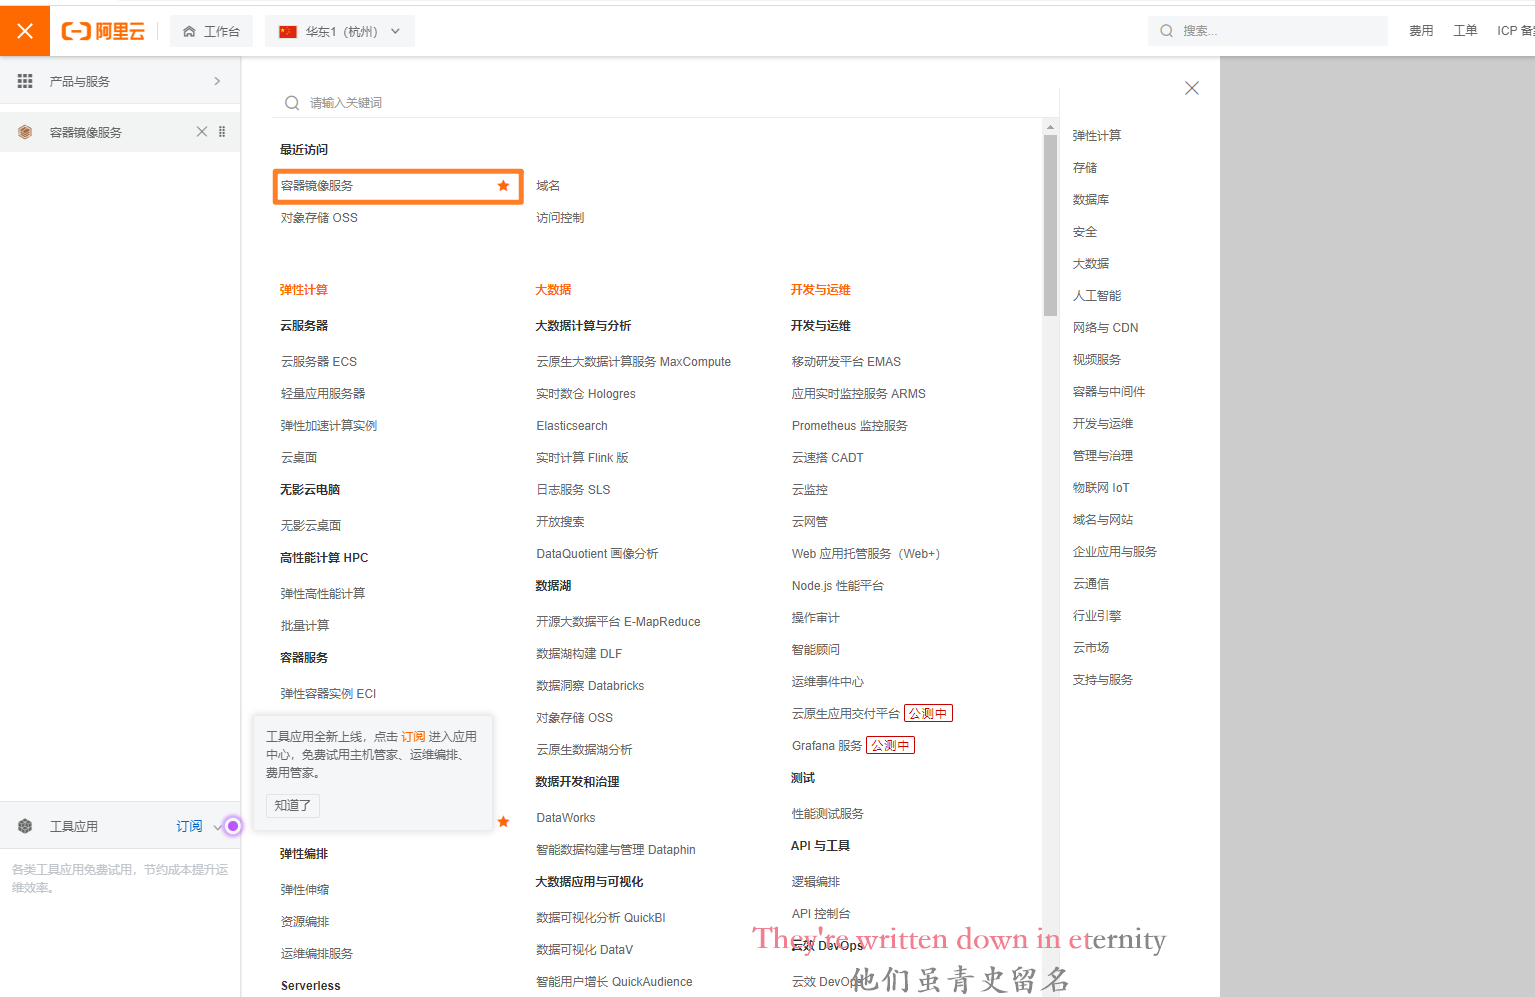 阿里云
工作台
华东1（杭州）
搜索...
费用
工单
ICP 备案
产品与服务
容器镜像服务
请输入关键词
最近访问
容器镜像服务
域名
对象存储 OSS
访问控制
弹性计算
云服务器
云服务器 ECS
轻量应用服务器
弹性加速计算实例
云桌面
无影云电脑
无影云桌面
高性能计算 HPC
弹性高性能计算
批量计算
容器服务
弹性容器实例 ECI
工具应用全新上线，点击 订阅 进入应用
中心，免费试用主机管家、运维编排、
费用管家。
知道了
弹性编排
弹性伸缩
资源编排
运维编排服务
Serverless
大数据
大数据计算与分析
云原生大数据计算服务 MaxCompute
实时数仓 Hologres
Elasticsearch
实时计算 Flink 版
日志服务 SLS
开放搜索
DataQuotient 画像分析
数据湖
开源大数据平台 E-MapReduce
数据湖构建 DLF
数据洞察 Databricks
对象存储 OSS
云原生数据湖分析
数据开发和治理
DataWorks
智能数据构建与管理 Dataphin
大数据应用与可视化
数据可视化分析 QuickBI
数据可视化 DataV
智能用户增长 QuickAudience
开发与运维
开发与运维
移动研发平台 EMAS
应用实时监控服务 ARMS
Prometheus 监控服务
云速搭 CADT
云监控
云网管
Web 应用托管服务（Web+）
Node.js 性能平台
操作审计
智能顾问
运维事件中心
云原生应用交付平台 公测中
Grafana 服务 公测中
测试
性能测试服务
API 与工具
逻辑编排
API 控制台
云效 DevOps
云效 DevOps
弹性计算
存储
数据库
安全
大数据
人工智能
网络与 CDN
视频服务
容器与中间件
开发与运维
管理与治理
物联网 IoT
域名与网站
企业应用与服务
云通信
行业引擎
云市场
支持与服务
工具应用
订阅
各类工具应用免费试用，节约成本提升运
维效率。
They're written down in eternity
他们虽青史留名